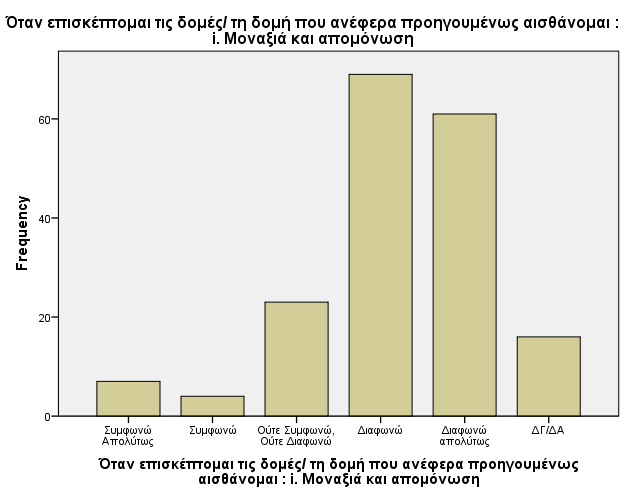 Όταν επισκέπτομαι τις δομές/ τη δομή που ανέφερα προηγουμένως αισθάνομαι :
i. Μοναξιά και απομόνωση
Frequency
60
40
20
0
Συμφωνώ
Απολύτως
Συμφωνώ
Ούτε Συμφωνώ,
Ούτε Διαφωνώ
Διαφωνώ
Διαφωνώ
απολύτως
ΔΓ/ΔΑ
Όταν επισκέπτομαι τις δομές/ τη δομή που ανέφερα προηγουμένως
αισθάνομαι : i. Μοναξιά και απομόνωση